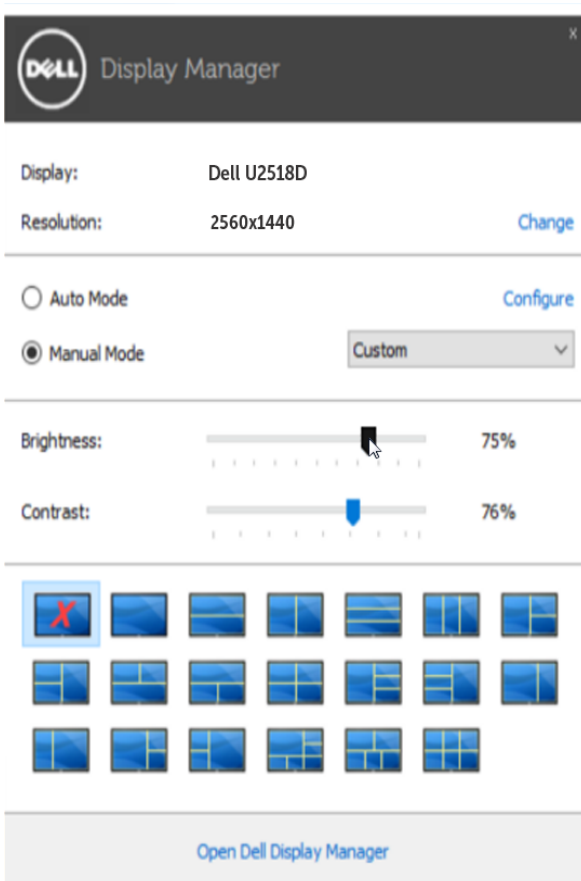 DELL Display Manager x
Display: Dell U2518D
Resolution: 2560x1440 Change
Auto Mode Configure
Manual Mode Custom
Brightness: 75%
Contrast: 76%
X
Open Dell Display Manager